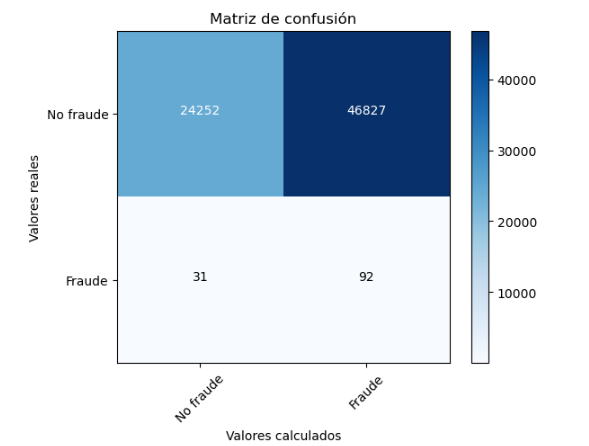 Matriz de confusión
Valores reales
No fraude
24252
46827
Fraude
31
92
No fraude
Fraude
Valores calculados
40000
30000
20000
10000